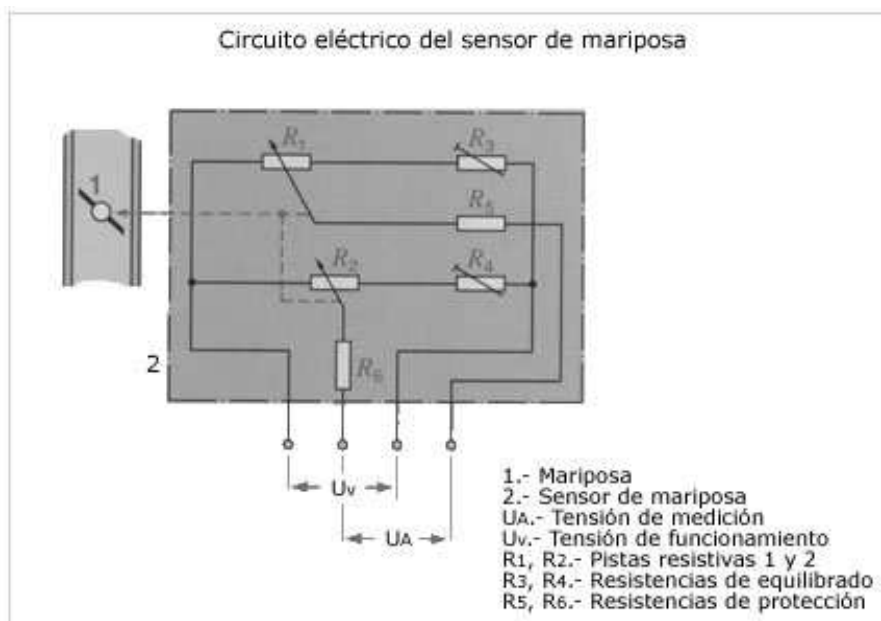 Circuito eléctrico del sensor de mariposa
R1
R3
1
R5
R2
R4
2
R6
Uv
UA
1.- Mariposa
2.- Sensor de mariposa
UA.- Tensión de medición
Uv.- Tensión de funcionamiento
R1, R2.- Pistas resistivas 1 y 2
R3, R4.- Resistencias de equilibrado
R5, R6.- Resistencias de protección